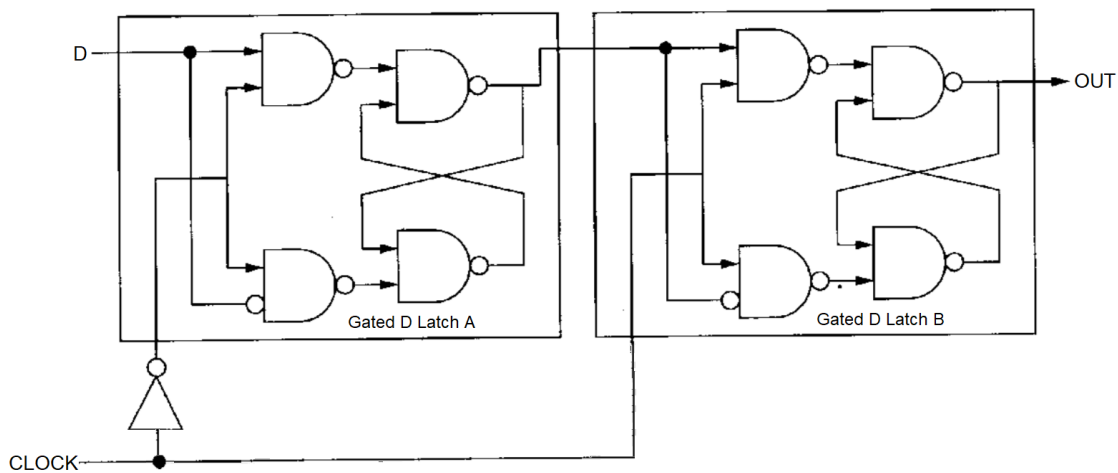 D
OUT
Gated D Latch A
Gated D Latch B
CLOCK